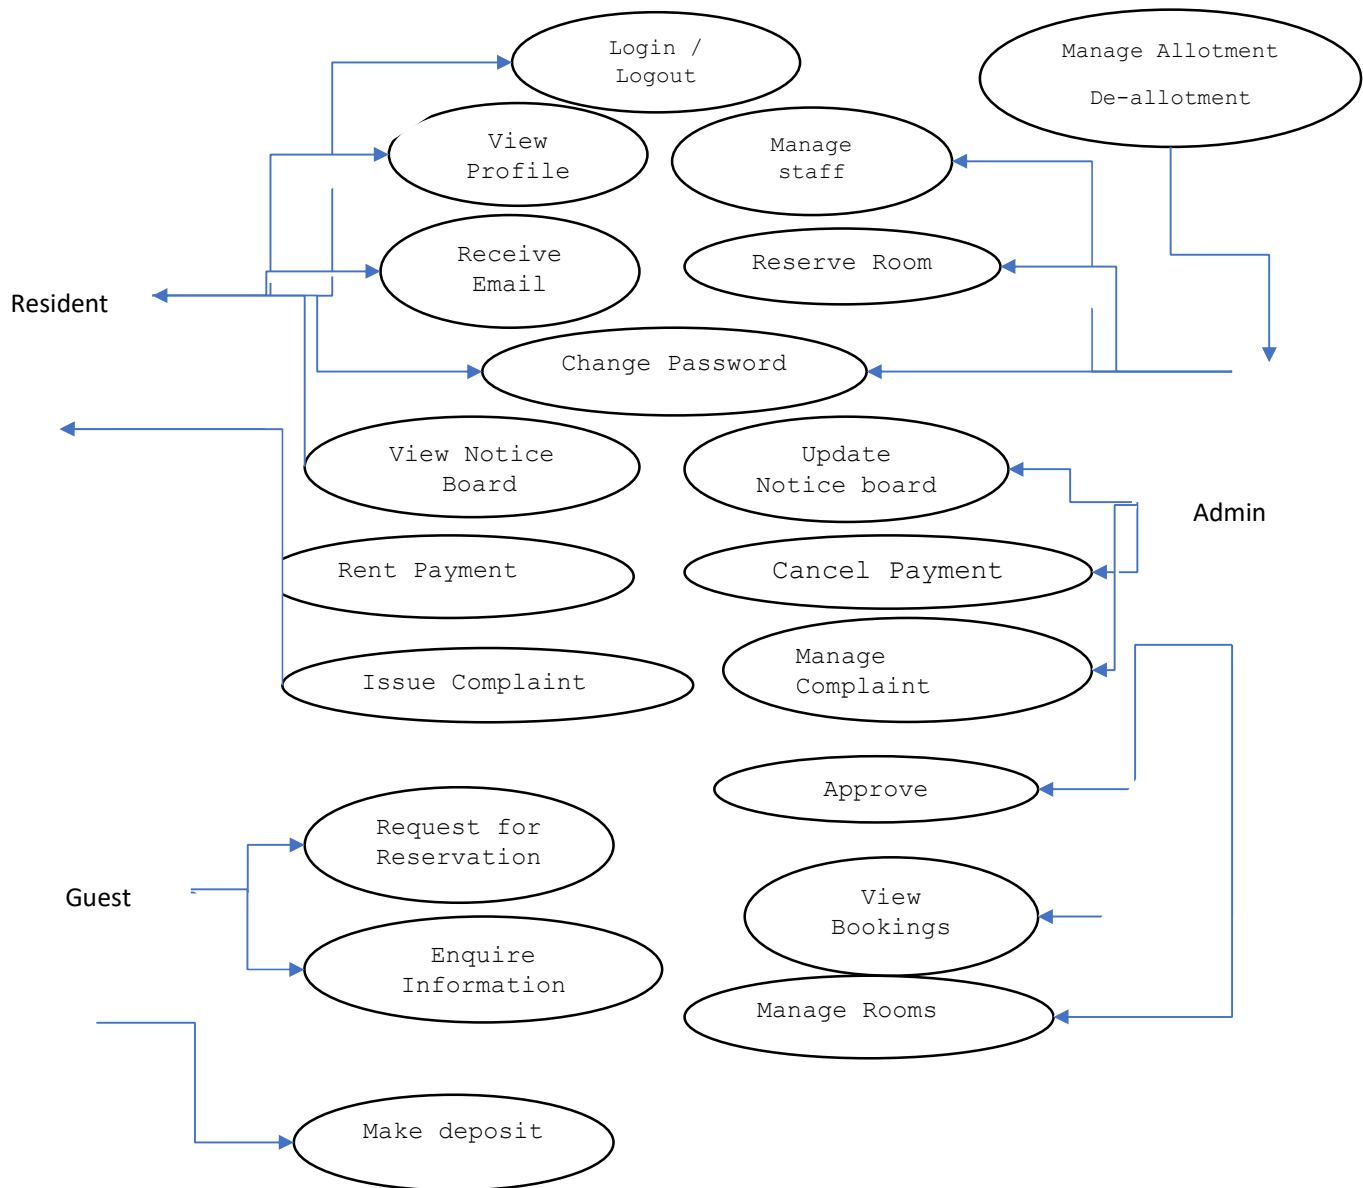 Login /
Logout
Manage Allotment
De-allotment
View
Profile
Manage
staff
Receive
Email
Reserve Room
Resident
Change Password
View Notice
Board
Update
Notice board
Admin
Rent Payment
Cancel Payment
Issue Complaint
Manage
Complaint
Approve
Request for
Reservation
Guest
View
Bookings
Enquire
Information
Manage Rooms
Make deposit